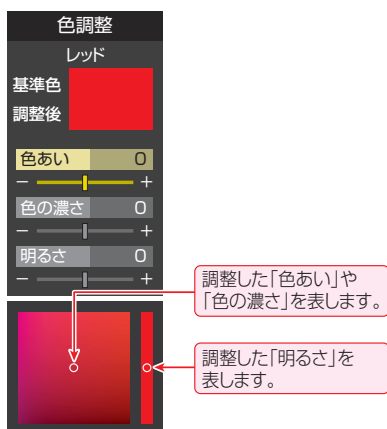 色調整
レッド
基準色
調整後
色あい 0
− +
色の濃さ 0
− +
明るさ 0
− +
調整した「色あい」や
「色の濃さ」を表します。
調整した「明るさ」を
表します。